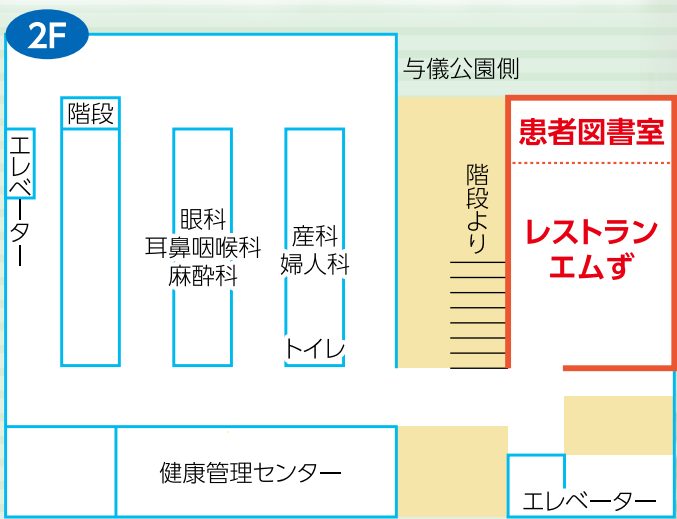 2F
与儀公園側
階段
患者図書室
エレベーター
階段より
眼科
耳鼻咽喉科
麻酔科
産科
婦人科
レストラン
エムず
トイレ
健康管理センター
エレベーター